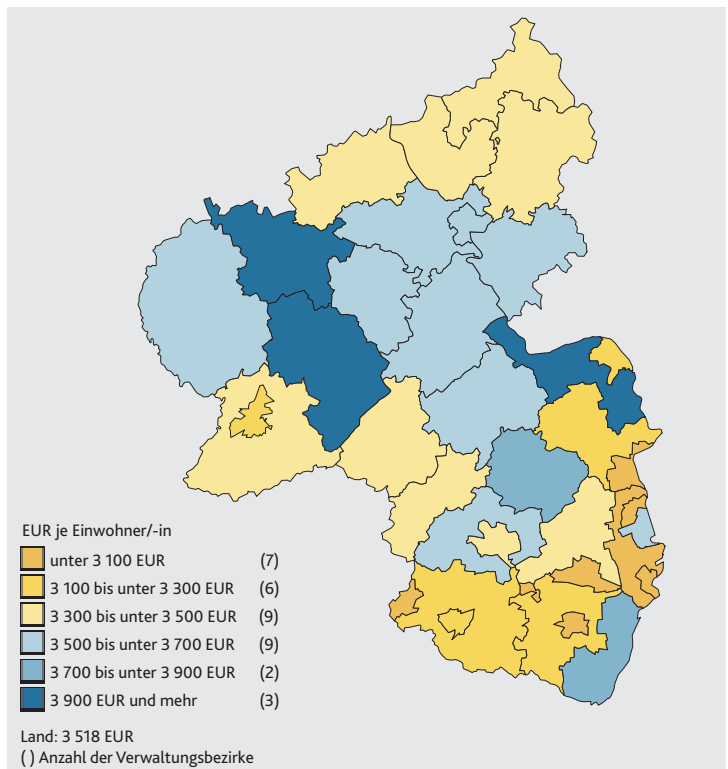 EUR je Einwohner/-in
unter 3 100 EUR (7)
3 100 bis unter 3 300 EUR (6)
3 300 bis unter 3 500 EUR (9)
3 500 bis unter 3 700 EUR (9)
3 700 bis unter 3 900 EUR (2)
3 900 EUR und mehr (3)
Land: 3 518 EUR
( ) Anzahl der Verwaltungsbezirke